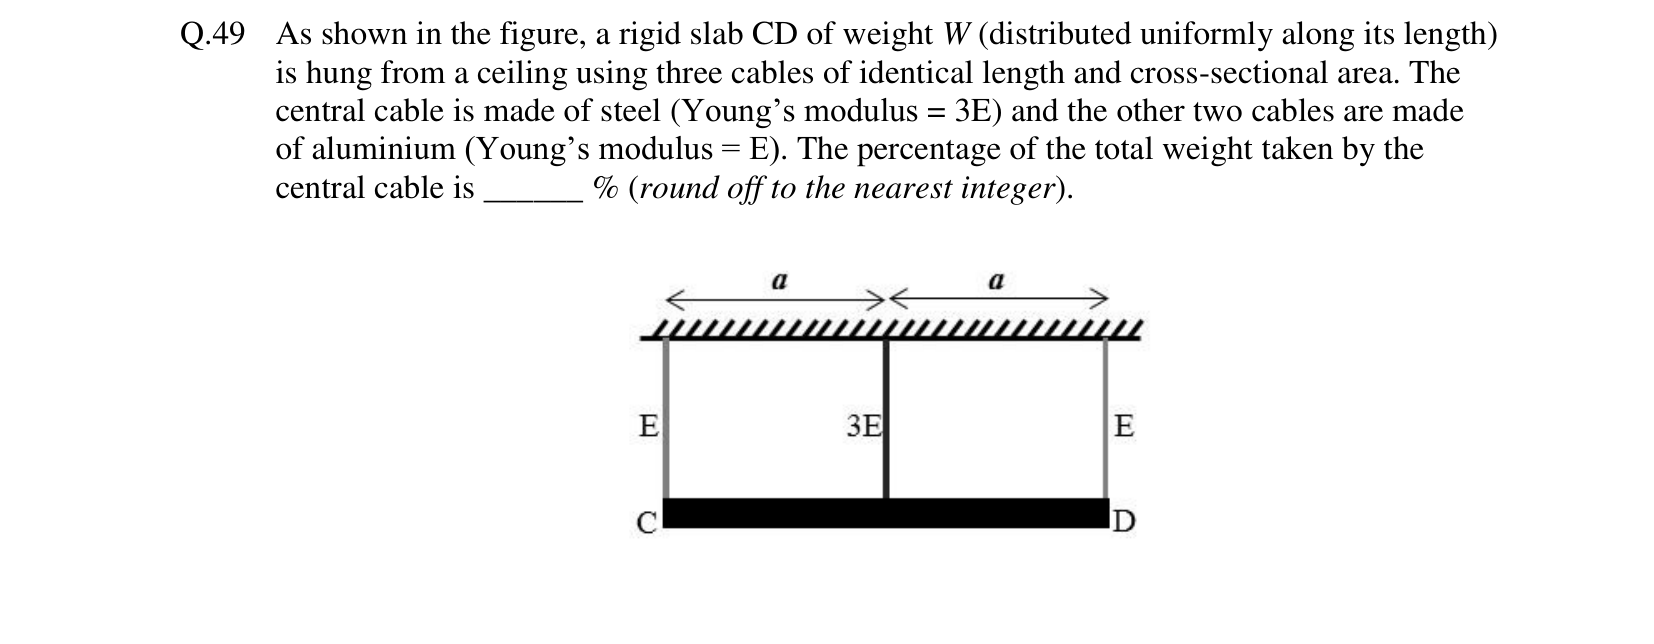 Q.49 As shown in the figure, a rigid slab CD of weight W (distributed uniformly along its length)
is hung from a ceiling using three cables of identical length and cross-sectional area. The
central cable is made of steel (Young’s modulus = 3E) and the other two cables are made
of aluminium (Young’s modulus = E). The percentage of the total weight taken by the
central cable is ______ % (round off to the nearest integer).
a a
E 3E E
C D